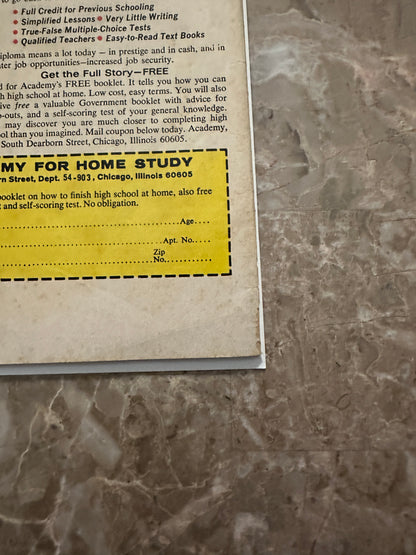 • Full Credit for Previous Schooling
• Simplified Lessons • Very Little Writing
• True-False Multiple-Choice Tests
• Qualified Teachers • Easy-to-Read Text Books
iploma means a lot today — in prestige and in cash, and in
ter job opportunities—increased job security.
Get the Full Story—FREE
d for Academy's FREE booklet. It tells you how you can
h high school at home. Low cost, easy terms. You will also
ive free a valuable Government booklet with advice for
p-outs, and a self-scoring test of your general knowledge.
may discover you are much closer to completing high
ol than you imagined. Mail coupon below today. Academy,
South Dearborn Street, Chicago, Illinois 60605.
MY FOR HOME STUDY
rn Street, Dept. 54-903, Chicago, Illinois 60605
ooklet on how to finish high school at home, also free
t and self-scoring test. No obligation.
Age....
Apt. No.....
Zip
No............